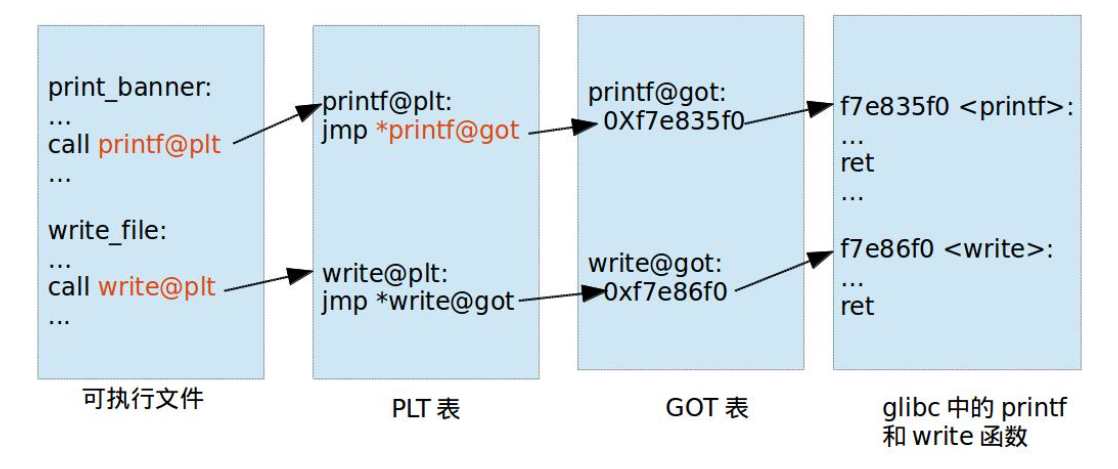 print_banner:
...
call printf@plt
...
write_file:
...
call write@plt
...
可执行文件
printf@plt:
jmp *printf@got
write@plt:
jmp *write@got
PLT 表
printf@got:
0Xf7e835f0
write@got:
0xf7e86f0
GOT 表
f7e835f0 <printf>:
...
ret
...
f7e86f0 <write>:
...
ret
glibc 中的 printf
和 write 函数